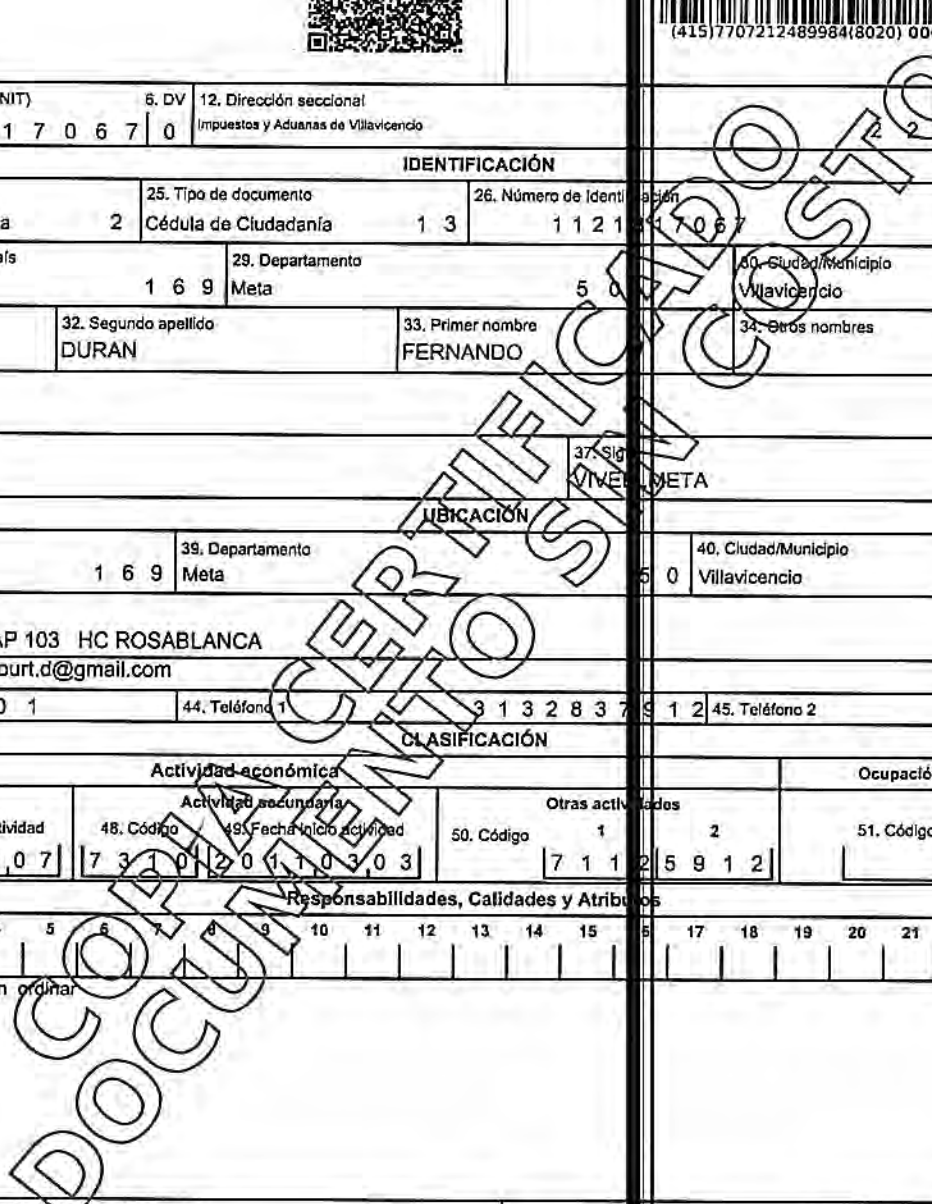 (415)7707212489984(8020) 00
NIT) 6. DV 12. Dirección seccional
1 7 0 6 7 0 Impuestos y Aduanas de Villavicencio 2 2
IDENTIFICACIÓN
25. Tipo de documento 26. Número de Identificación
a 2 Cédula de Ciudadanía 1 3 1 1 2 1 8 1 7 0 6 7
aís 29. Departamento 30. Ciudad/Municipio
1 6 9 Meta 5 0 Villavicencio
32. Segundo apellido 33. Primer nombre 34. Otros nombres
DURAN FERNANDO
37. Sig
META
UBICACIÓN
39. Departamento 40. Ciudad/Municipio
1 6 9 Meta 5 0 Villavicencio
AP 103 HC ROSABLANCA
ourt.d@gmail.com
0 1 44. Teléfono 1 3 1 3 2 8 3 7 9 1 2 45. Teléfono 2
CLASIFICACIÓN
Actividad económica Ocupació
Actividad secundaria Otras actividades
ividad 48. Código 49. Fecha inicio actividad 50. Código 1 2 51. Código
0 7 7 3 1 0 2 0 1 1 0 3 0 3 7 1 1 2 5 9 1 2
Responsabilidades, Calidades y Atributos
5 6 7 8 9 10 11 12 13 14 15 16 17 18 19 20 21
n ordinar
COPIA CERTIFICADO
DOCUMENTO SIN COSTO